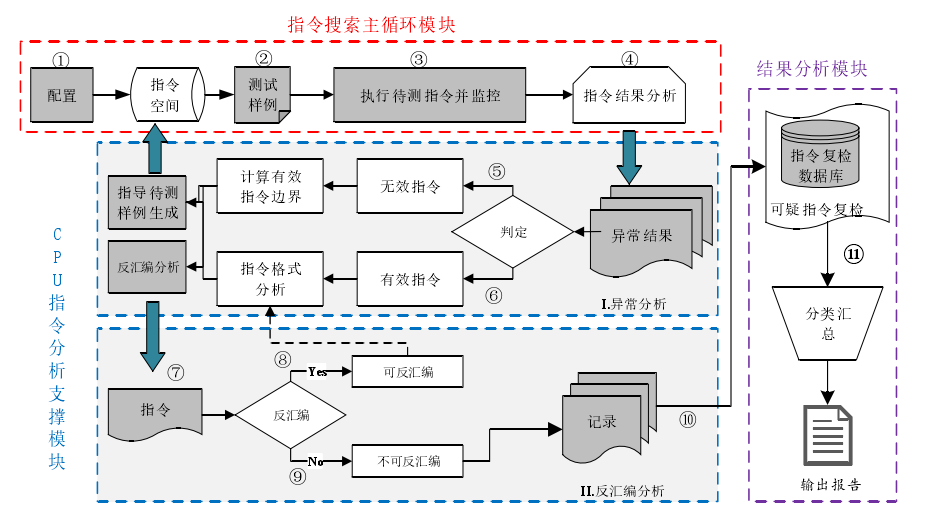 指令搜索主循环模块
①
②
③
④
配置
指令
空间
测试
样例
执行待测指令并监控
指令结果分析
结果分析模块
指令复检
数据库
可疑指令复检
⑪
分类汇
总
输出报告
CPU指令分析支撑模块
指导待测
样例生成
计算有效
指令边界
无效指令
⑤
判定
异常结果
反汇编分析
指令格式
分析
有效指令
⑥
I.异常分析
⑦
指令
反汇编
⑧
Yes
可反汇编
⑨
No
不可反汇编
记录
⑩
II.反汇编分析